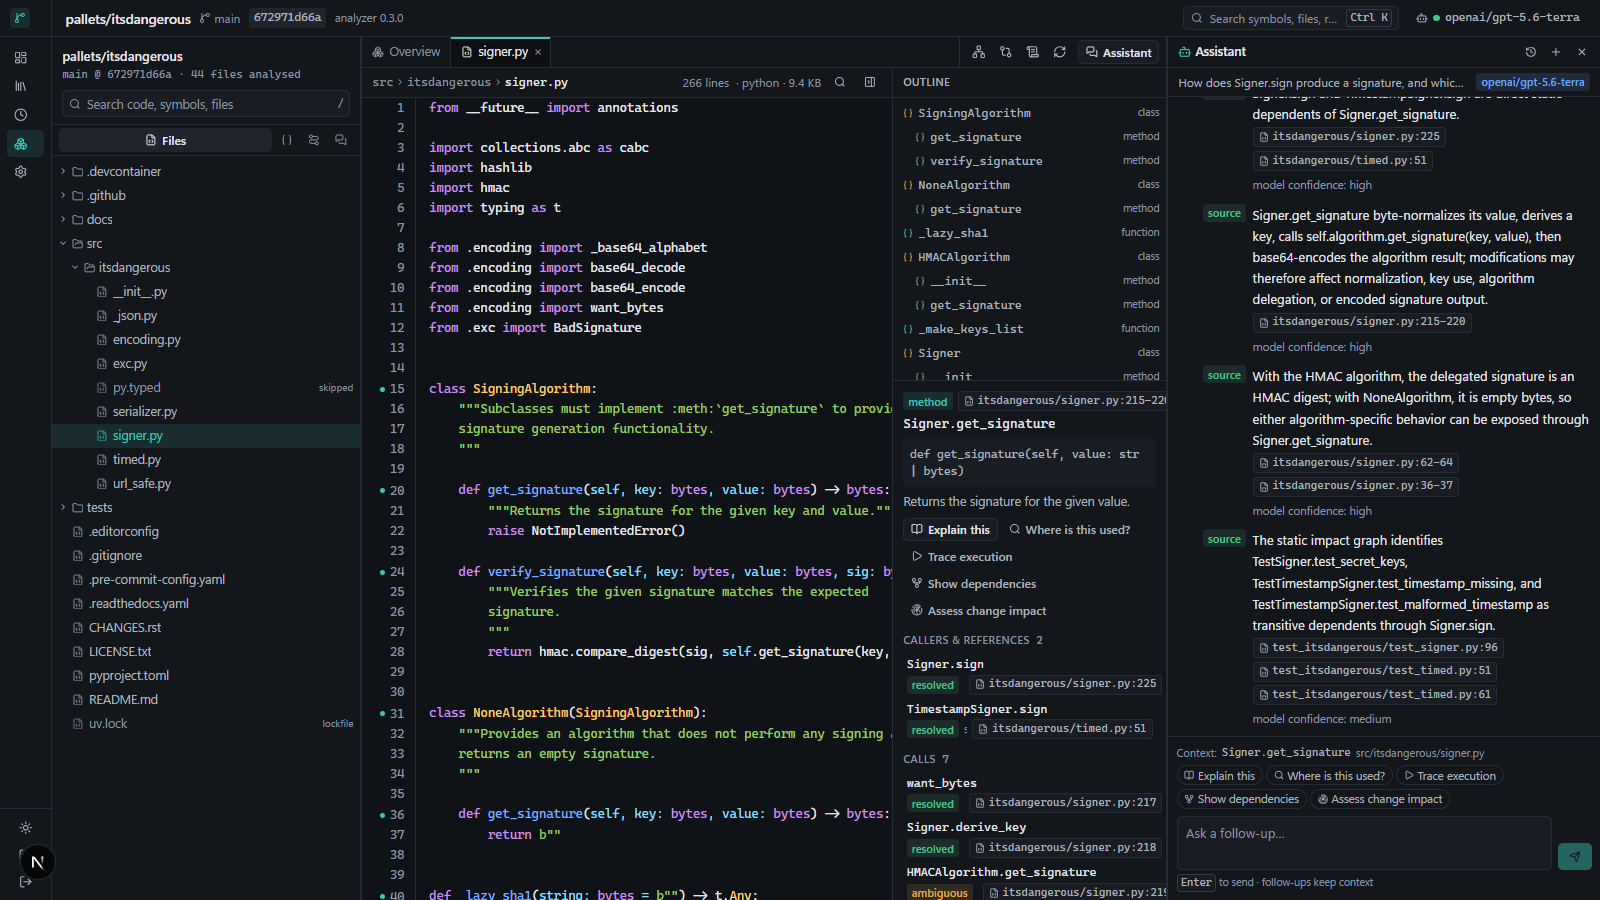 pallets/itsdangerous main 672971d66a analyzer 0.3.0
Search symbols, files, r... Ctrl K openai/gpt-5.6-terra
pallets/itsdangerous
main @ 672971d66a · 44 files analysed
Search code, symbols, files /
Files
.devcontainer
.github
docs
src
itsdangerous
__init__.py
_json.py
encoding.py
exc.py
py.typed skipped
serializer.py
signer.py
timed.py
url_safe.py
tests
.editorconfig
.gitignore
.pre-commit-config.yaml
.readthedocs.yaml
CHANGES.rst
LICENSE.txt
pyproject.toml
README.md
uv.lock lockfile
N
Overview signer.py × Assistant
src > itsdangerous > signer.py 266 lines · python · 9.4 KB
1 from __future__ import annotations
2
3 import collections.abc as cabc
4 import hashlib
5 import hmac
6 import typing as t
7
8 from .encoding import _base64_alphabet
9 from .encoding import base64_decode
10 from .encoding import base64_encode
11 from .encoding import want_bytes
12 from .exc import BadSignature
13
14
15 class SigningAlgorithm:
16 """Subclasses must implement :meth:`get_signature` to provi
17 signature generation functionality.
18 """
19
20 def get_signature(self, key: bytes, value: bytes) -> bytes:
21 """Returns the signature for the given key and value.""
22 raise NotImplementedError()
23
24 def verify_signature(self, key: bytes, value: bytes, sig: b
25 """Verifies the given signature matches the expected
26 signature.
27 """
28 return hmac.compare_digest(sig, self.get_signature(key,
29
30
31 class NoneAlgorithm(SigningAlgorithm):
32 """Provides an algorithm that does not perform any signing
33 returns an empty signature.
34 """
35
36 def get_signature(self, key: bytes, value: bytes) -> bytes:
37 return b""
38
39
40 def _lazy_sha1(string: bytes = b"") -> t.Any:
OUTLINE
SigningAlgorithm class
get_signature method
verify_signature method
NoneAlgorithm class
get_signature method
_lazy_sha1 function
HMACAlgorithm class
__init__ method
get_signature method
_make_keys_list function
Signer class
__init__ method
method itsdangerous/signer.py:215-220
Signer.get_signature
def get_signature(self, value: str
| bytes)
Returns the signature for the given value.
Explain this Where is this used?
Trace execution
Show dependencies
Assess change impact
CALLERS & REFERENCES 2
Signer.sign
resolved itsdangerous/signer.py:225
TimestampSigner.sign
resolved itsdangerous/timed.py:51
CALLS 7
want_bytes
resolved itsdangerous/signer.py:217
Signer.derive_key
resolved itsdangerous/signer.py:218
HMACAlgorithm.get_signature
ambiguous itsdangerous/signer.py:219
Assistant
How does Signer.sign produce a signature, and whic... openai/gpt-5.6-terra
Signer.sign and TimestampSigner.sign are direct static
dependents of Signer.get_signature.
itsdangerous/signer.py:225
itsdangerous/timed.py:51
model confidence: high
source Signer.get_signature byte-normalizes its value, derives a
key, calls self.algorithm.get_signature(key, value), then
base64-encodes the algorithm result; modifications may
therefore affect normalization, key use, algorithm
delegation, or encoded signature output.
itsdangerous/signer.py:215-220
model confidence: high
source With the HMAC algorithm, the delegated signature is an
HMAC digest; with NoneAlgorithm, it is empty bytes, so
either algorithm-specific behavior can be exposed through
Signer.get_signature.
itsdangerous/signer.py:62-64
itsdangerous/signer.py:36-37
model confidence: high
source The static impact graph identifies
TestSigner.test_secret_keys,
TestTimestampSigner.test_timestamp_missing, and
TestTimestampSigner.test_malformed_timestamp as
transitive dependents through Signer.sign.
test_itsdangerous/test_signer.py:96
test_itsdangerous/test_timed.py:51
test_itsdangerous/test_timed.py:61
model confidence: medium
Context: Signer.get_signature src/itsdangerous/signer.py
Explain this Where is this used? Trace execution
Show dependencies Assess change impact
Ask a follow-up...
Enter to send · follow-ups keep context